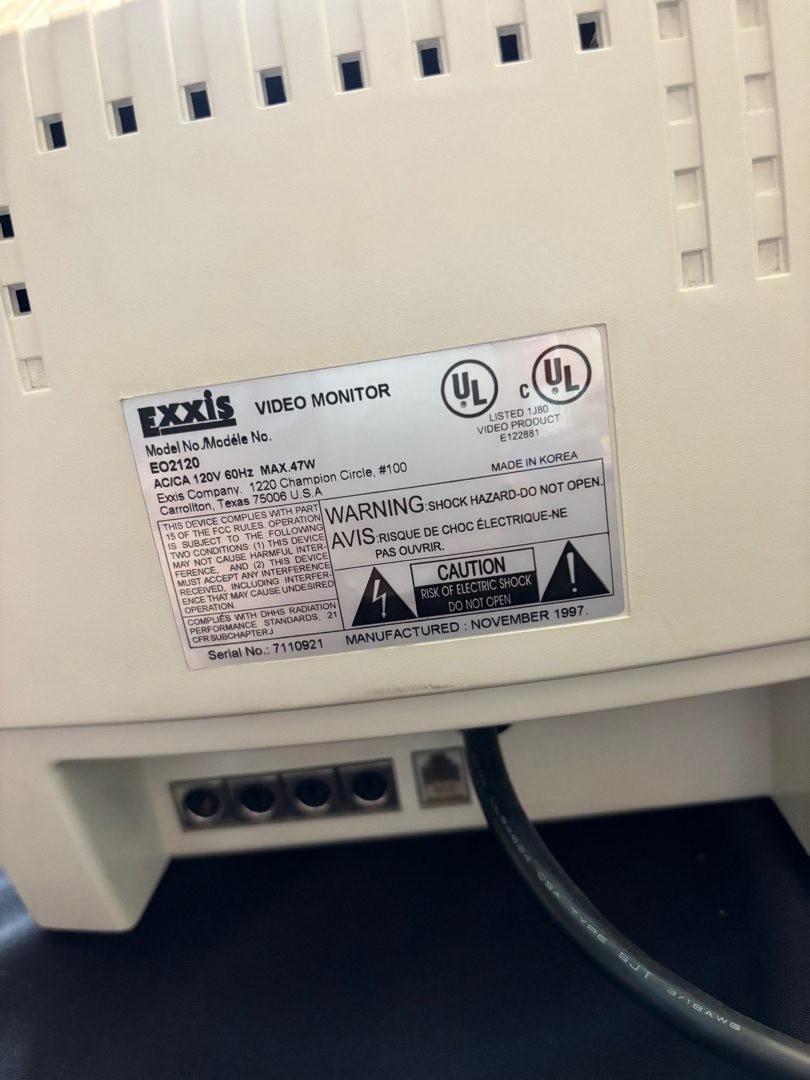 EXXIS VIDEO MONITOR
UL ®
C UL ®
LISTED 1J80
VIDEO PRODUCT
E122881
Model No./Modéle No.
EO2120
AC/CA 120V 60Hz MAX.47W
Exxis Company. 1220 Champion Circle, #100
Carrollton, Texas 75006 U.S.A
MADE IN KOREA
THIS DEVICE COMPLIES WITH PART
15 OF THE FCC RULES. OPERATION
IS SUBJECT TO THE FOLLOWING
TWO CONDITIONS: (1) THIS DEVICE
MAY NOT CAUSE HARMFUL INTER-
FERENCE, AND (2) THIS DEVICE
MUST ACCEPT ANY INTERFERENCE
RECEIVED, INCLUDING INTERFER-
ENCE THAT MAY CAUSE UNDESIRED
OPERATION.
COMPLIES WITH DHHS RADIATION
PERFORMANCE STANDARDS, 21
CFR SUBCHAPTER J
WARNING:SHOCK HAZARD-DO NOT OPEN.
AVIS:RISQUE DE CHOC ÉLECTRIQUE-NE
PAS OUVRIR.
CAUTION
RISK OF ELECTRIC SHOCK
DO NOT OPEN
!
Serial No.: 7110921
MANUFACTURED : NOVEMBER 1997.
CSA TYPE SJT 3/18AWG